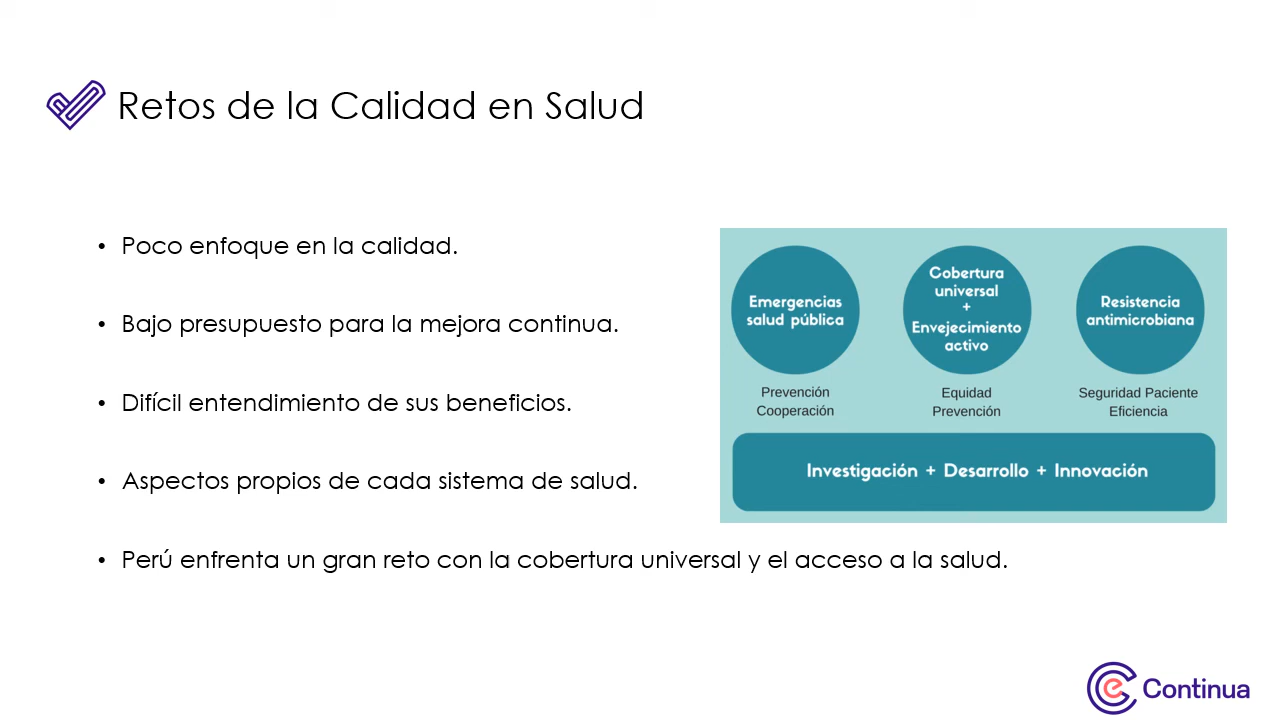 Retos de la Calidad en Salud
• Poco enfoque en la calidad.
• Bajo presupuesto para la mejora continua.
• Difícil entendimiento de sus beneficios.
• Aspectos propios de cada sistema de salud.
• Perú enfrenta un gran reto con la cobertura universal y el acceso a la salud.
Emergencias
salud pública
Prevención
Cooperación
Cobertura
universal
+
Envejecimiento
activo
Equidad
Prevención
Resistencia
antimicrobiana
Seguridad Paciente
Eficiencia
Investigación + Desarrollo + Innovación
Continua